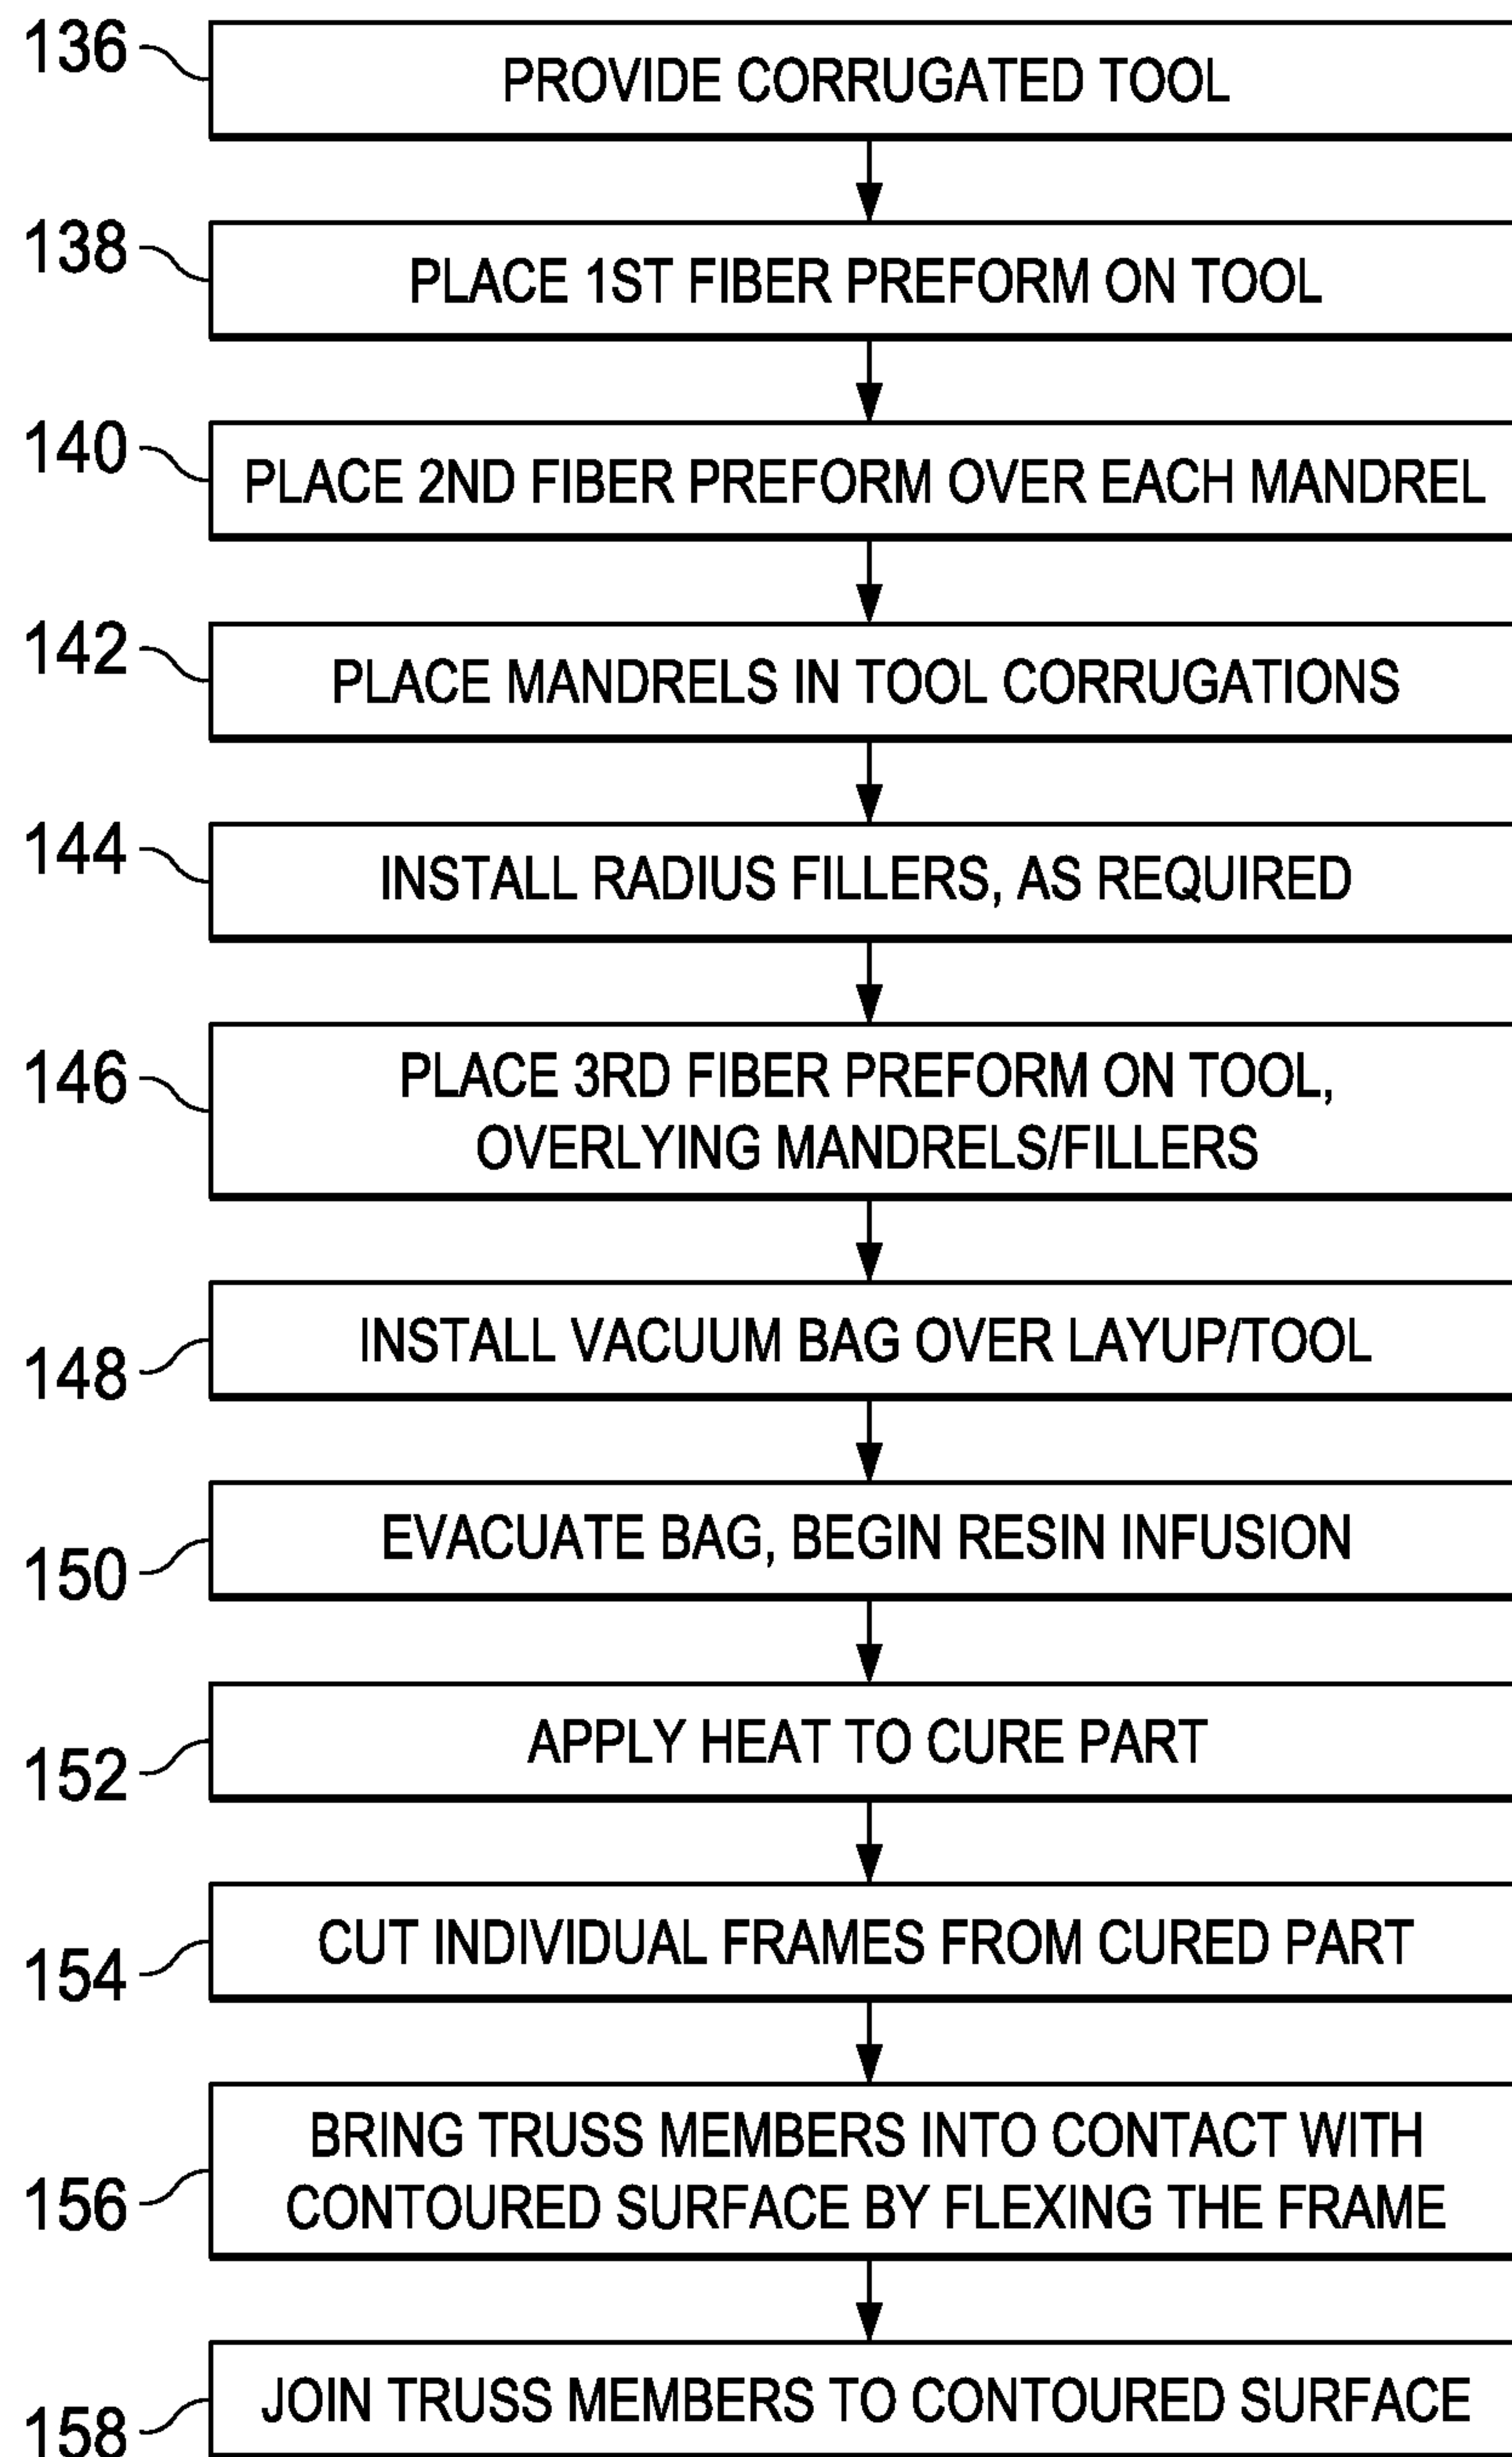 136
PROVIDE CORRUGATED TOOL
138
PLACE 1ST FIBER PREFORM ON TOOL
140
PLACE 2ND FIBER PREFORM OVER EACH MANDREL
142
PLACE MANDRELS IN TOOL CORRUGATIONS
144
INSTALL RADIUS FILLERS, AS REQUIRED
146
PLACE 3RD FIBER PREFORM ON TOOL,
OVERLYING MANDRELS/FILLERS
148
INSTALL VACUUM BAG OVER LAYUP/TOOL
150
EVACUATE BAG, BEGIN RESIN INFUSION
152
APPLY HEAT TO CURE PART
154
CUT INDIVIDUAL FRAMES FROM CURED PART
156
BRING TRUSS MEMBERS INTO CONTACT WITH
CONTOURED SURFACE BY FLEXING THE FRAME
158
JOIN TRUSS MEMBERS TO CONTOURED SURFACE